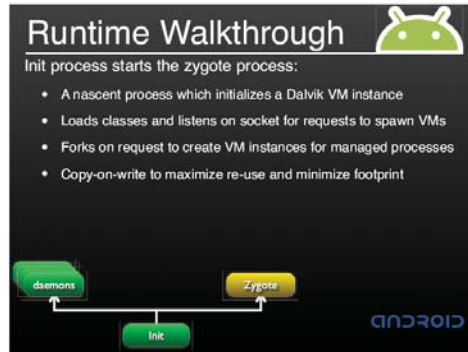 Runtime Walkthrough
Init process starts the zygote process:
• A nascent process which initializes a Dalvik VM instance
• Loads classes and listens on socket for requests to spawn VMs
• Forks on request to create VM instances for managed processes
• Copy-on-write to maximize re-use and minimize footprint
daemons
Zygote
Init
ANDROID